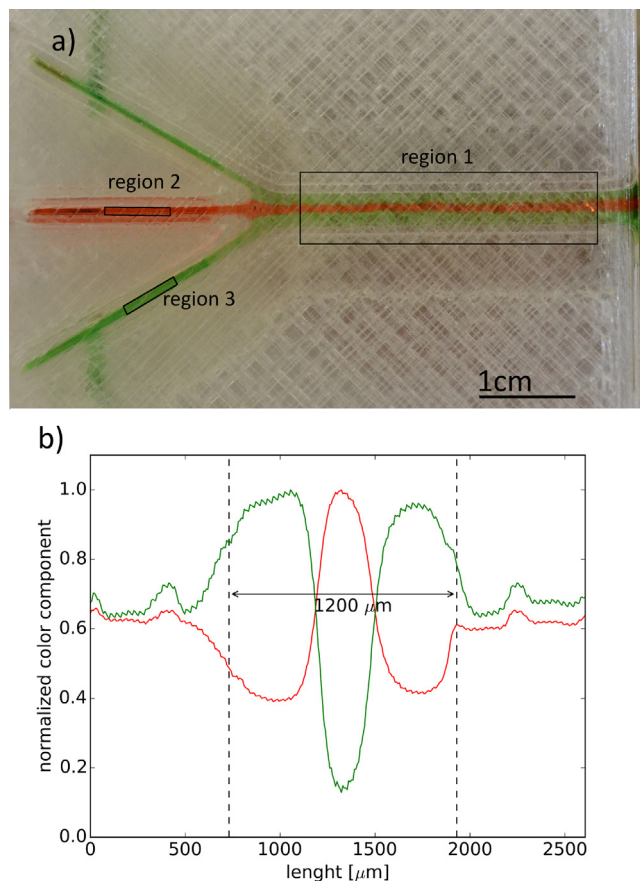 a)
region 1
region 2
region 3
1cm
b)
1.0
0.8
0.6
0.4
0.2
0.0
normalized color component
1200 μm
0
500
1000
1500
2000
2500
lenght [μm]